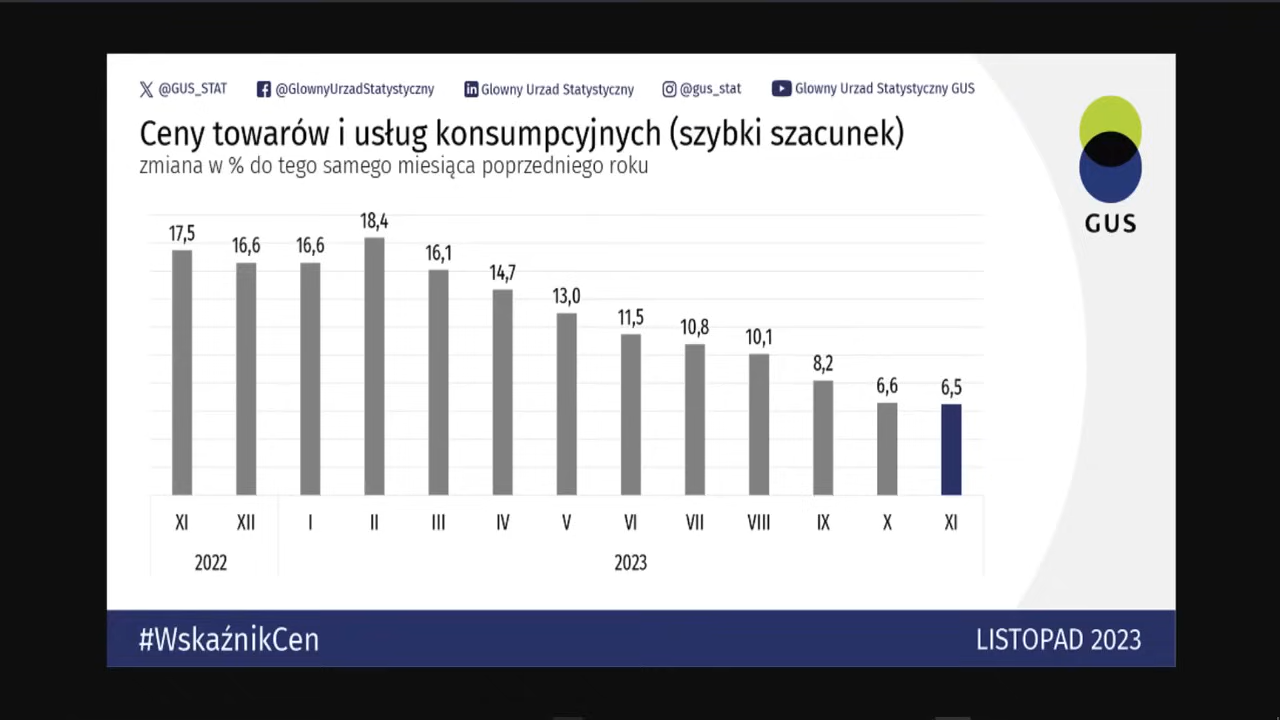 @GUS_STAT @GlownyUrzadStatystyczny Glowny Urzad Statystyczny @gus_stat Glowny Urzad Statystyczny GUS
Ceny towarów i usług konsumpcyjnych (szybki szacunek)
zmiana w % do tego samego miesiąca poprzedniego roku
GUS
17,5 16,6 16,6 18,4 16,1 14,7 13,0 11,5 10,8 10,1 8,2 6,6 6,5
XI XII I II III IV V VI VII VIII IX X XI
2022 2023
#WskaźnikCen LISTOPAD 2023